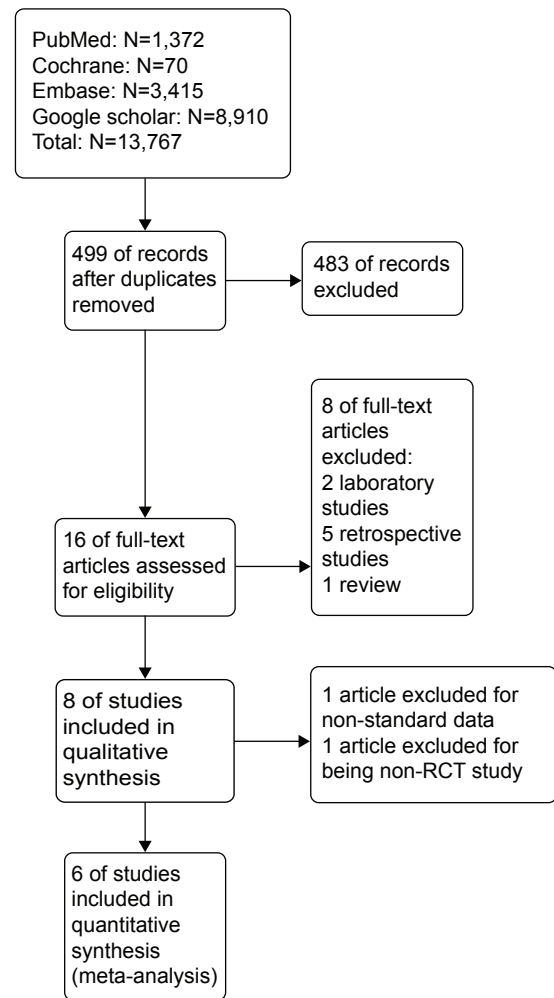 PubMed: N=1,372
Cochrane: N=70
Embase: N=3,415
Google scholar: N=8,910
Total: N=13,767
499 of records
after duplicates
removed
483 of records
excluded
8 of full-text
articles
excluded:
2 laboratory
studies
5 retrospective
studies
1 review
16 of full-text
articles assessed
for eligibility
8 of studies
included in
qualitative
synthesis
1 article excluded for
non-standard data
1 article excluded for
being non-RCT study
6 of studies
included in
quantitative
synthesis
(meta-analysis)